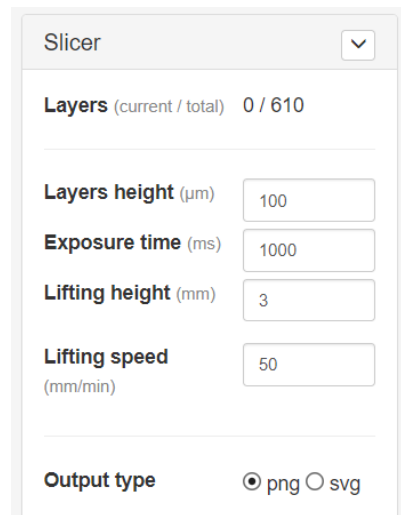 Slicer
Layers (current / total) 0 / 610
Layers height (µm) 100
Exposure time (ms) 1000
Lifting height (mm) 3
Lifting speed 50
(mm/min)
Output type png svg